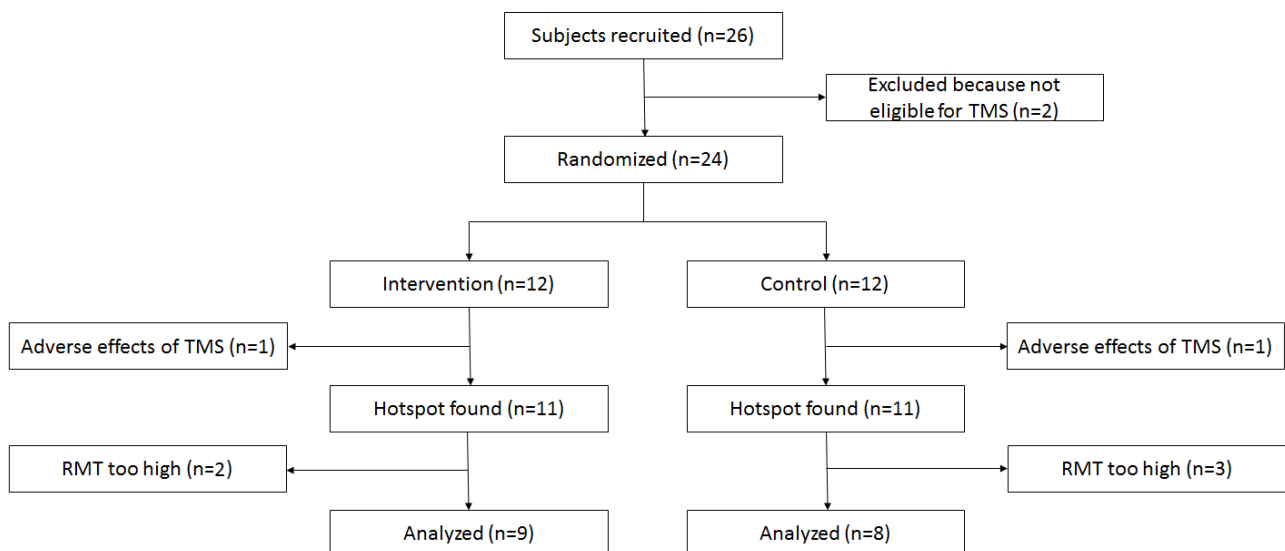 Subjects recruited (n=26)
Excluded because not
eligible for TMS (n=2)
Randomized (n=24)
Intervention (n=12)
Control (n=12)
Adverse effects of TMS (n=1)
Adverse effects of TMS (n=1)
Hotspot found (n=11)
Hotspot found (n=11)
RMT too high (n=2)
RMT too high (n=3)
Analyzed (n=9)
Analyzed (n=8)